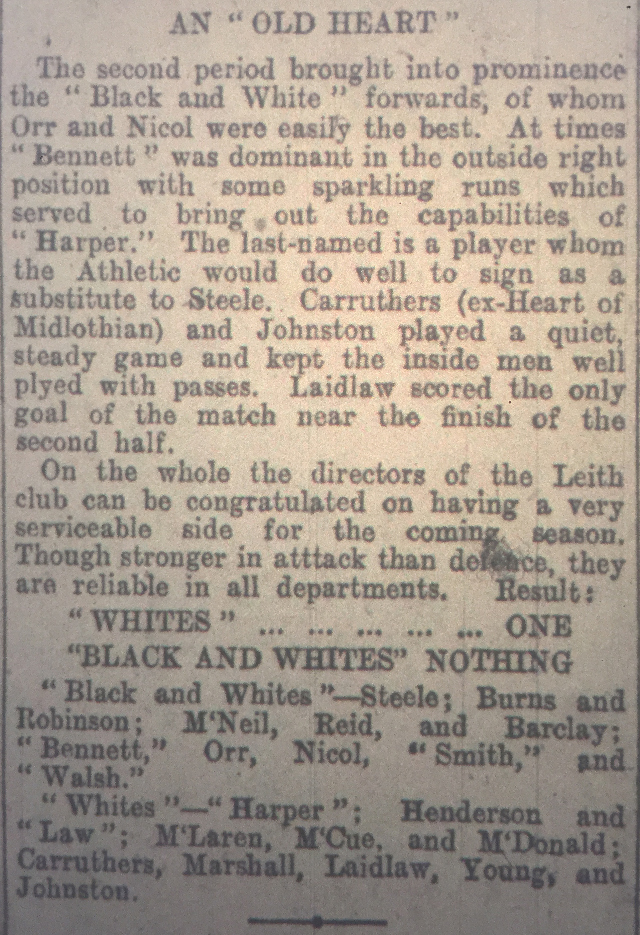 AN “ OLD HEART ”
The second period brought into prominence
the “ Black and White ” forwards, of whom
Orr and Nicol were easily the best. At times
“ Bennett ” was dominant in the outside right
position with some sparkling runs which
served to bring out the capabilities of
“ Harper.” The last-named is a player whom
the Athletic would do well to sign as a
substitute to Steele. Carruthers (ex-Heart of
Midlothian) and Johnston played a quiet,
steady game and kept the inside men well
plyed with passes. Laidlaw scored the only
goal of the match near the finish of the
second half.
On the whole the directors of the Leith
club can be congratulated on having a very
serviceable side for the coming season.
Though stronger in atttack than defence, they
are reliable in all departments. Result:
“ WHITES ” ... ... ... ... ... ONE
“BLACK AND WHITES” NOTHING
“ Black and Whites ”—Steele; Burns and
Robinson; M‘Neil, Reid, and Barclay;
“ Bennett,” Orr, Nicol, “ Smith,” and
“ Walsh.”
“ Whites ”—“ Harper ”; Henderson and
“ Law ”; M‘Laren, M‘Cue, and M‘Donald;
Carruthers, Marshall, Laidlaw, Young, and
Johnston.